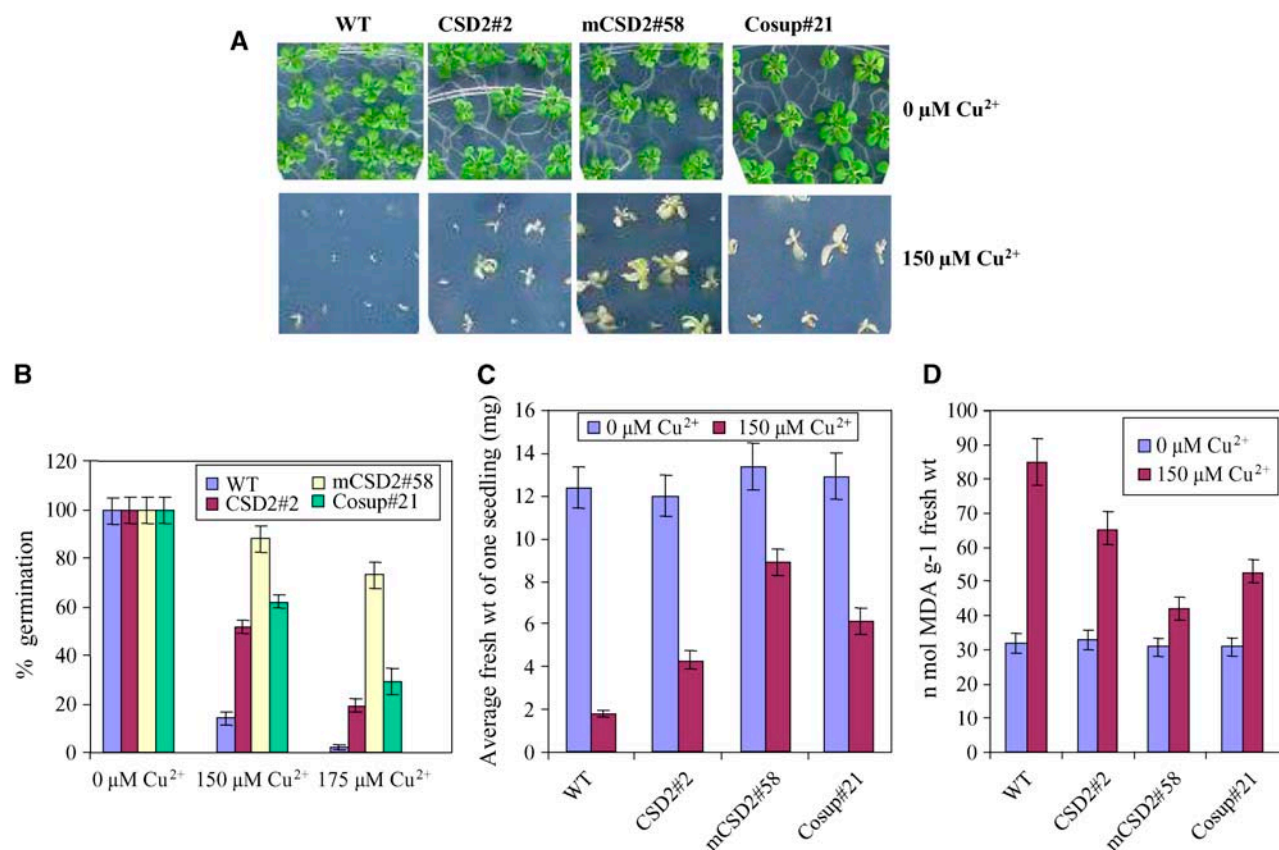 WT CSD2#2 mCSD2#58 Cosup#21
A
0 µM Cu²⁺
150 µM Cu²⁺
B
% germination
120
100
80
60
40
20
0
WT mCSD2#58
CSD2#2 Cosup#21
0 µM Cu²⁺ 150 µM Cu²⁺ 175 µM Cu²⁺
C
Average fresh wt of one seedling (mg)
16
14
12
10
8
6
4
2
0
0 µM Cu²⁺ 150 µM Cu²⁺
WT CSD2#2 mCSD2#58 Cosup#21
D
n mol MDA g-1 fresh wt
100
90
80
70
60
50
40
30
20
10
0
0 µM Cu²⁺
150 µM Cu²⁺
WT CSD2#2 mCSD2#58 Cosup#21